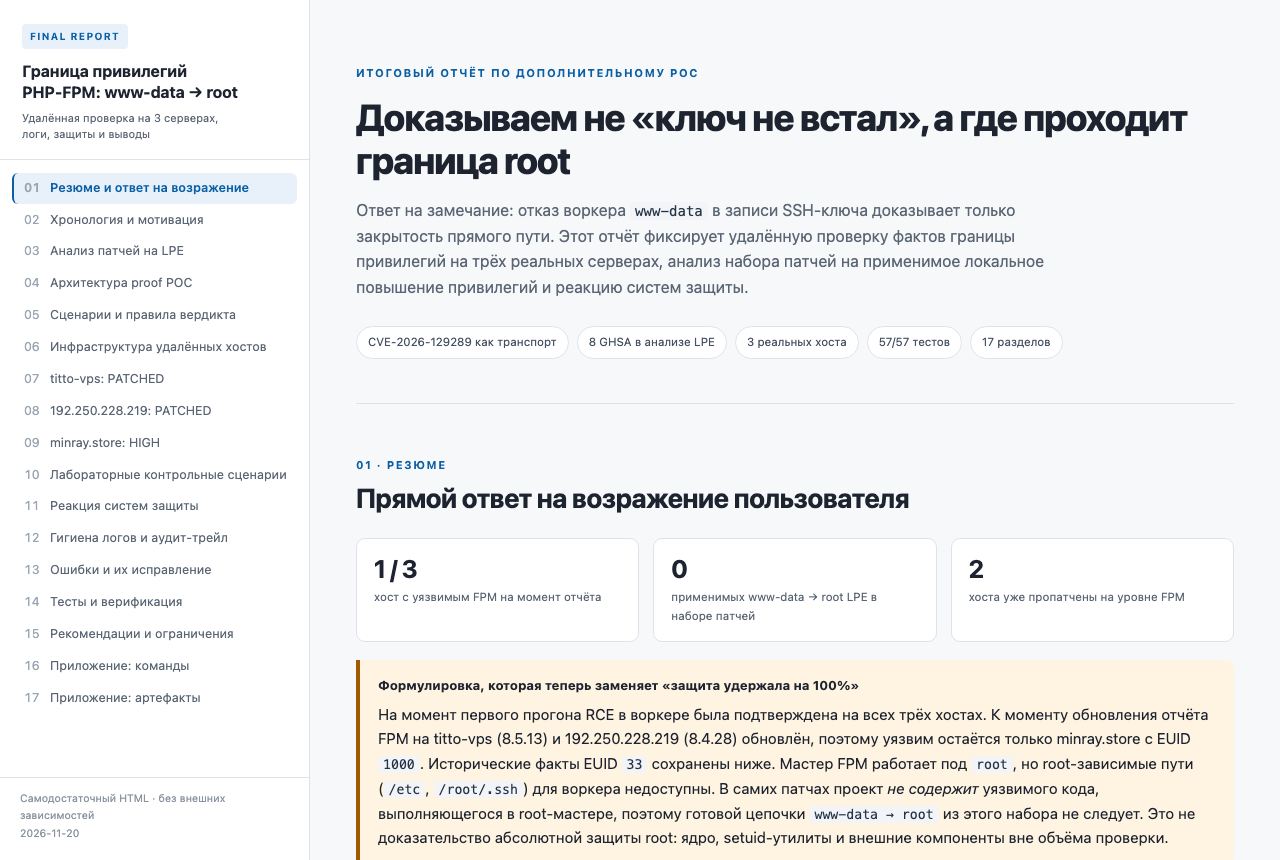 FINAL REPORT
Граница привилегий
PHP-FPM: www-data → root
Удалённая проверка на 3 серверах,
логи, защиты и выводы
01 Резюме и ответ на возражение
02 Хронология и мотивация
03 Анализ патчей на LPE
04 Архитектура proof POC
05 Сценарии и правила вердикта
06 Инфраструктура удалённых хостов
07 titto-vps: PATCHED
08 192.250.228.219: PATCHED
09 minray.store: HIGH
10 Лабораторные контрольные сценарии
11 Реакция систем защиты
12 Гигиена логов и аудит-трейл
13 Ошибки и их исправление
14 Тесты и верификация
15 Рекомендации и ограничения
16 Приложение: команды
17 Приложение: артефакты
Самодостаточный HTML · без внешних
зависимостей
2026-11-20
ИТОГОВЫЙ ОТЧЁТ ПО ДОПОЛНИТЕЛЬНОМУ POC
Доказываем не «ключ не встал», а где проходит
граница root
Ответ на замечание: отказ воркера www-data в записи SSH-ключа доказывает только
закрытость прямого пути. Этот отчёт фиксирует удалённую проверку фактов границы
привилегий на трёх реальных серверах, анализ набора патчей на применимое локальное
повышение привилегий и реакцию систем защиты.
CVE-2026-129289 как транспорт
8 GHSA в анализе LPE
3 реальных хоста
57/57 тестов
17 разделов
01 · РЕЗЮМЕ
Прямой ответ на возражение пользователя
1 / 3
хост с уязвимым FPM на момент отчёта
0
применимых www-data → root LPE в
наборе патчей
2
хоста уже пропатчены на уровне FPM
Формулировка, которая теперь заменяет «защита удержала на 100%»
На момент первого прогона RCE в воркере была подтверждена на всех трёх хостах. К моменту обновления отчёта
FPM на titto-vps (8.5.13) и 192.250.228.219 (8.4.28) обновлён, поэтому уязвим остаётся только minray.store с EUID
1000 . Исторические факты EUID 33 сохранены ниже. Мастер FPM работает под root , но root-зависимые пути
( /etc , /root/.ssh ) для воркера недоступны. В самих патчах проект не содержит уязвимого кода,
выполняющегося в root-мастере, поэтому готовой цепочки www-data → root из этого набора не следует. Это не
доказательство абсолютной защиты root: ядро, setuid-утилиты и внешние компоненты вне объёма проверки.